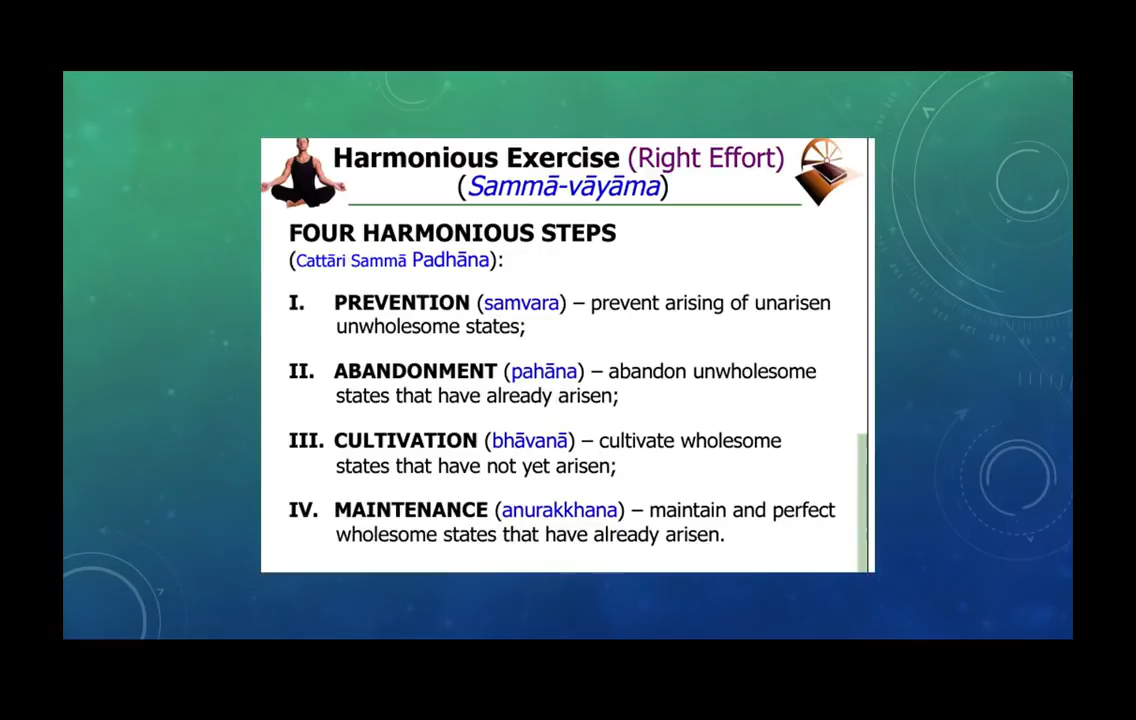 Harmonious Exercise (Right Effort)
(Sammā-vāyāma)
FOUR HARMONIOUS STEPS
(Cattāri Sammā Padhāna):
I. PREVENTION (samvara) – prevent arising of unarisen
unwholesome states;
II. ABANDONMENT (pahāna) – abandon unwholesome
states that have already arisen;
III. CULTIVATION (bhāvanā) – cultivate wholesome
states that have not yet arisen;
IV. MAINTENANCE (anurakkhana) – maintain and perfect
wholesome states that have already arisen.